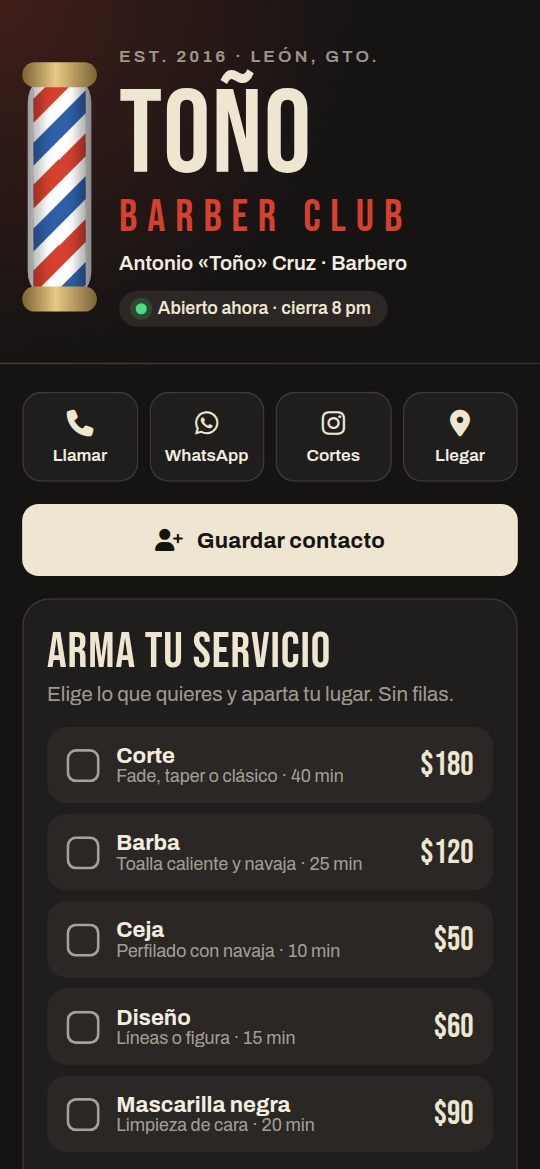 EST. 2016 · LEÓN, GTO.
TOÑO
BARBER CLUB
Antonio «Toño» Cruz · Barbero
Abierto ahora · cierra 8 pm
Llamar
WhatsApp
Cortes
Llegar
Guardar contacto
ARMA TU SERVICIO
Elige lo que quieres y aparta tu lugar. Sin filas.
Corte
Fade, taper o clásico · 40 min
$180
Barba
Toalla caliente y navaja · 25 min
$120
Ceja
Perfilado con navaja · 10 min
$50
Diseño
Líneas o figura · 15 min
$60
Mascarilla negra
Limpieza de cara · 20 min
$90